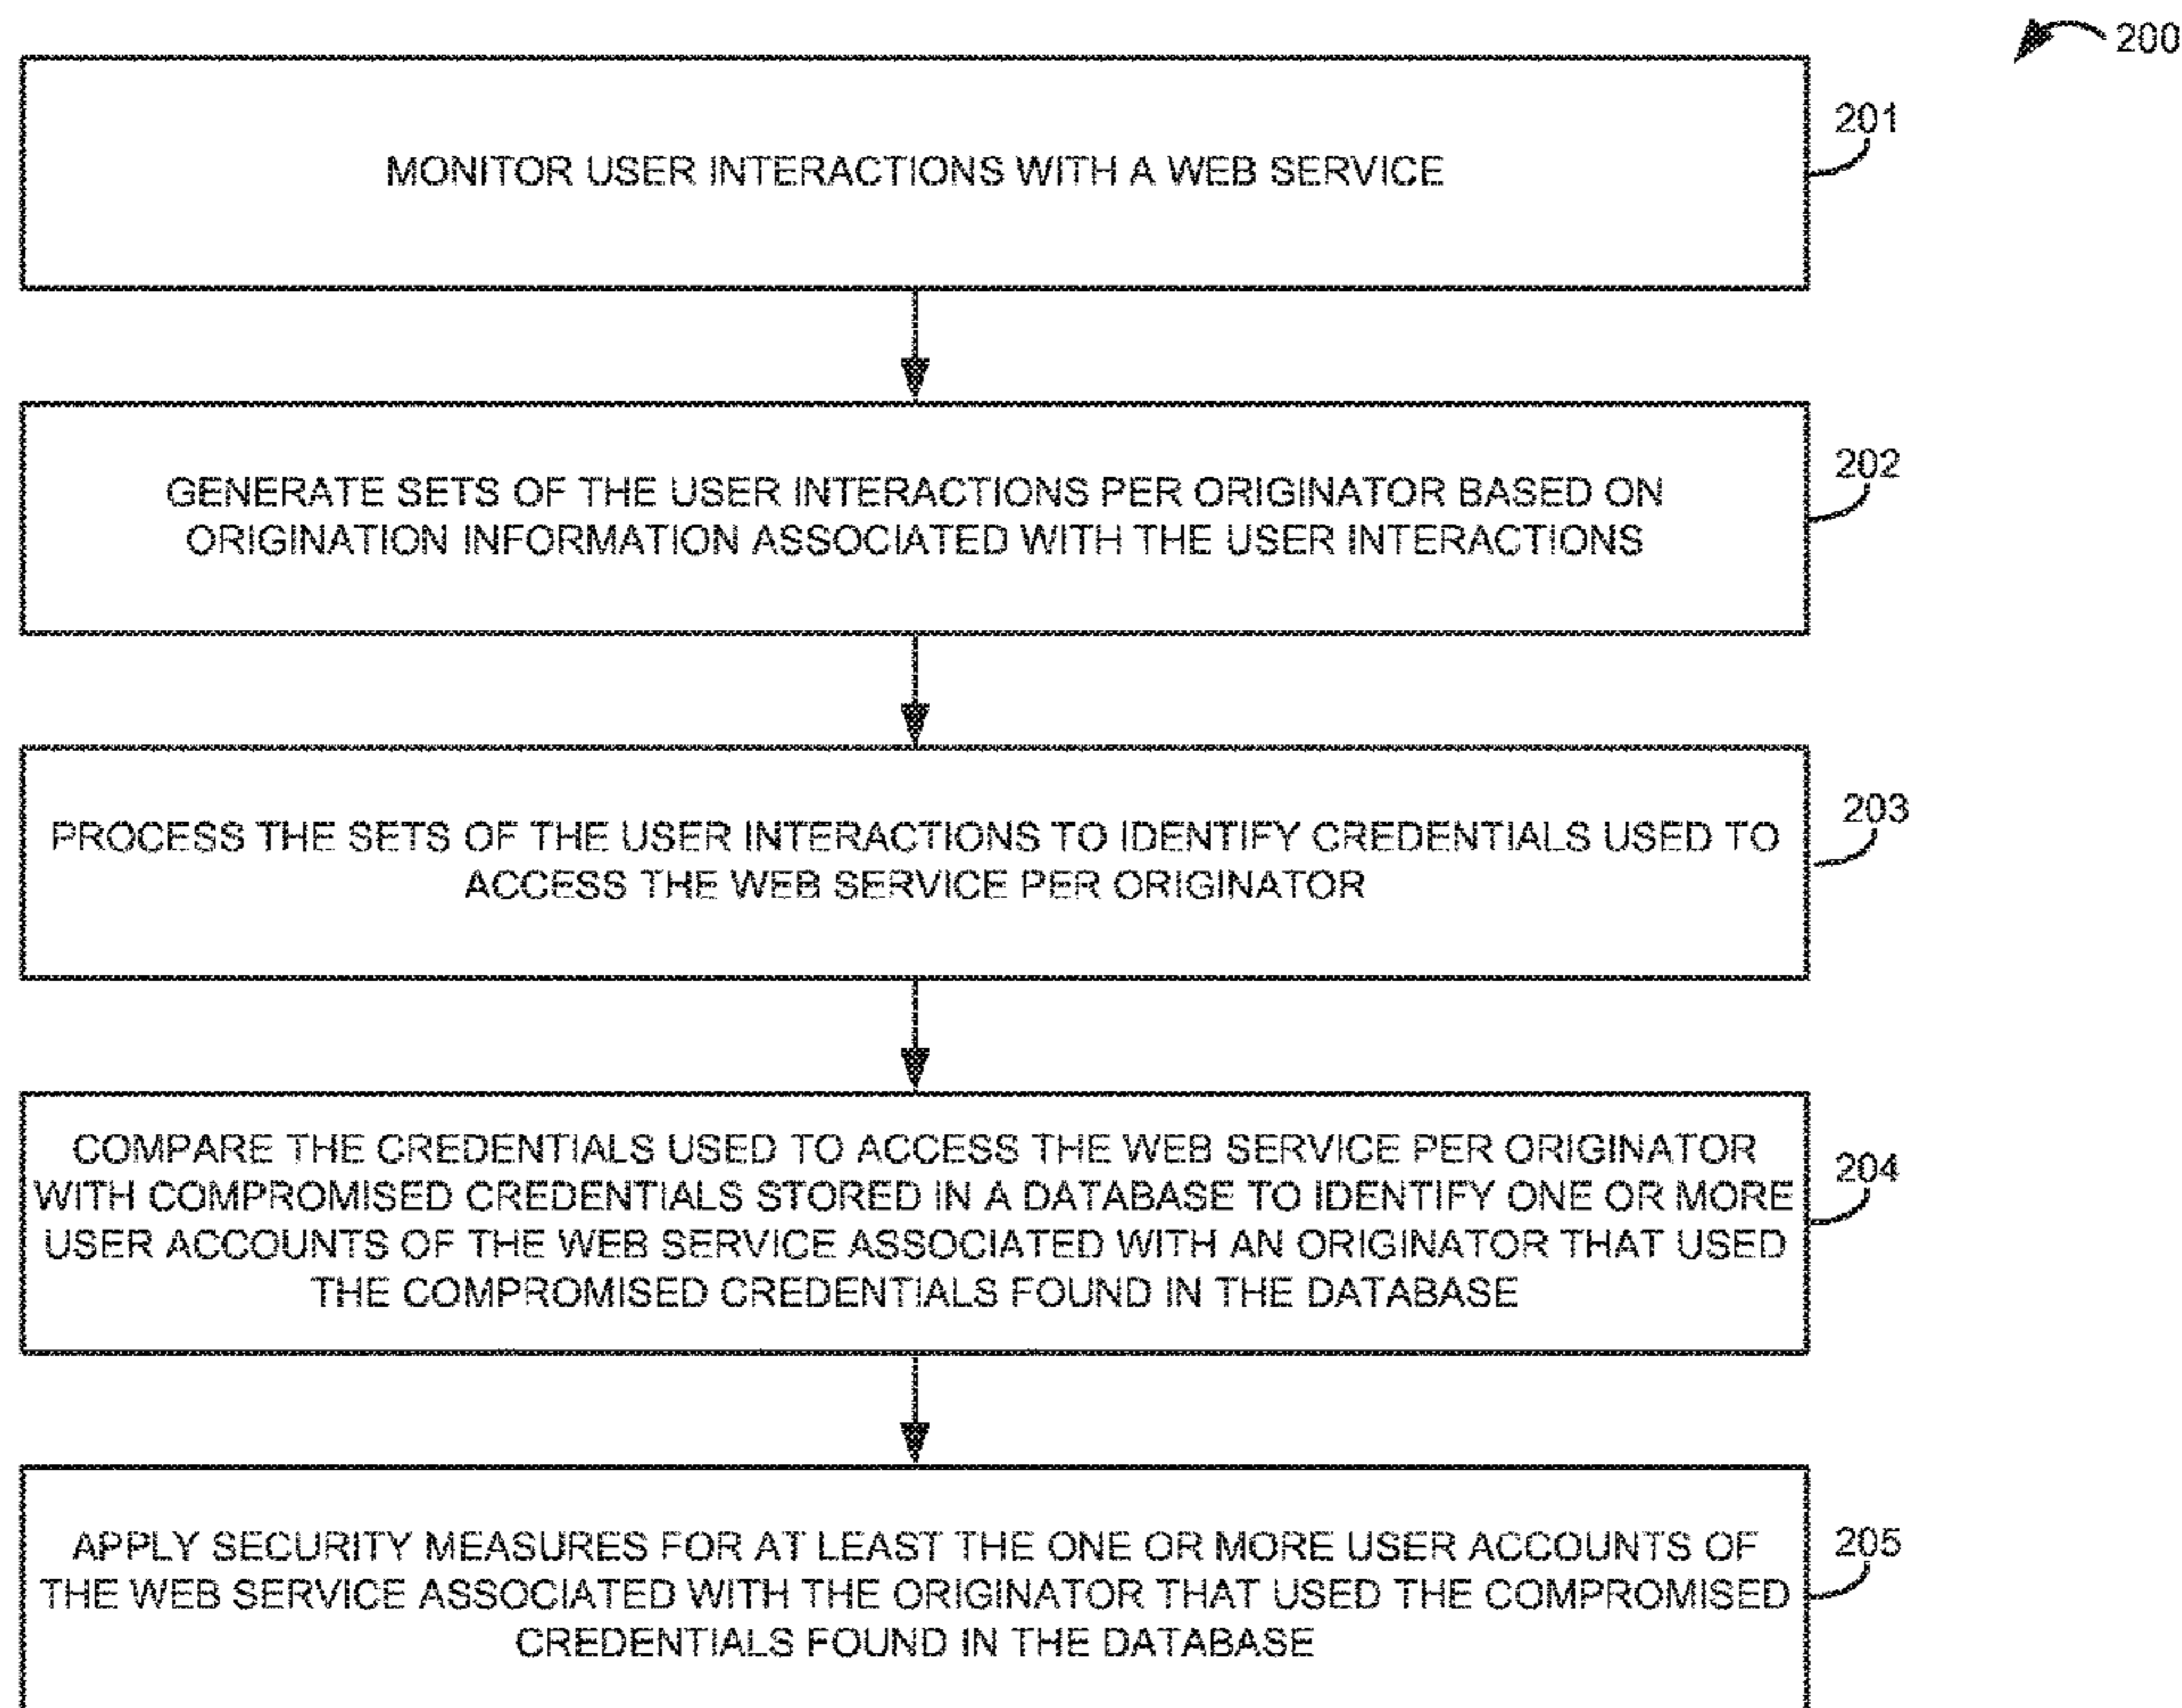 200
201
MONITOR USER INTERACTIONS WITH A WEB SERVICE
202
GENERATE SETS OF THE USER INTERACTIONS PER ORIGINATOR BASED ON
ORIGINATION INFORMATION ASSOCIATED WITH THE USER INTERACTIONS
203
PROCESS THE SETS OF THE USER INTERACTIONS TO IDENTIFY CREDENTIALS USED TO
ACCESS THE WEB SERVICE PER ORIGINATOR
204
COMPARE THE CREDENTIALS USED TO ACCESS THE WEB SERVICE PER ORIGINATOR
WITH COMPROMISED CREDENTIALS STORED IN A DATABASE TO IDENTIFY ONE OR MORE
USER ACCOUNTS OF THE WEB SERVICE ASSOCIATED WITH AN ORIGINATOR THAT USED
THE COMPROMISED CREDENTIALS FOUND IN THE DATABASE
205
APPLY SECURITY MEASURES FOR AT LEAST THE ONE OR MORE USER ACCOUNTS OF
THE WEB SERVICE ASSOCIATED WITH THE ORIGINATOR THAT USED THE COMPROMISED
CREDENTIALS FOUND IN THE DATABASE